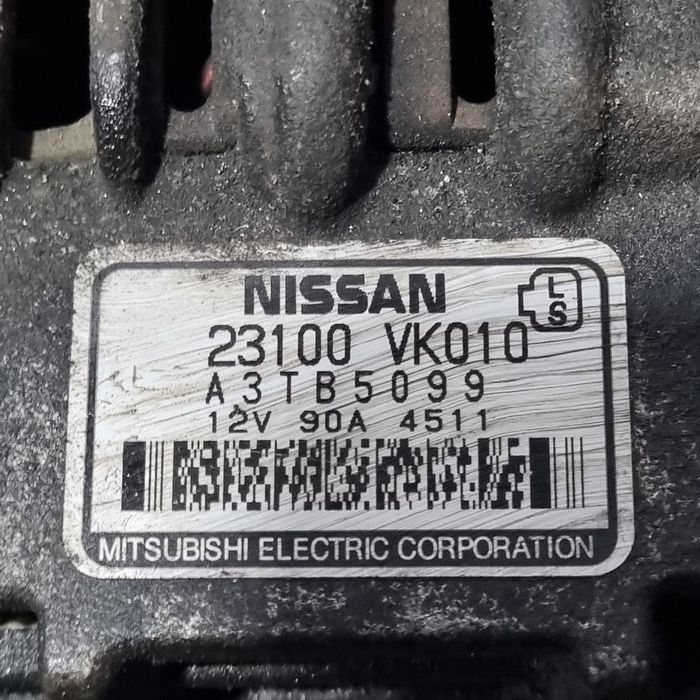 NISSAN
L
S
23100 VK010
A3TB5099
12V 90A 4511
MITSUBISHI ELECTRIC CORPORATION